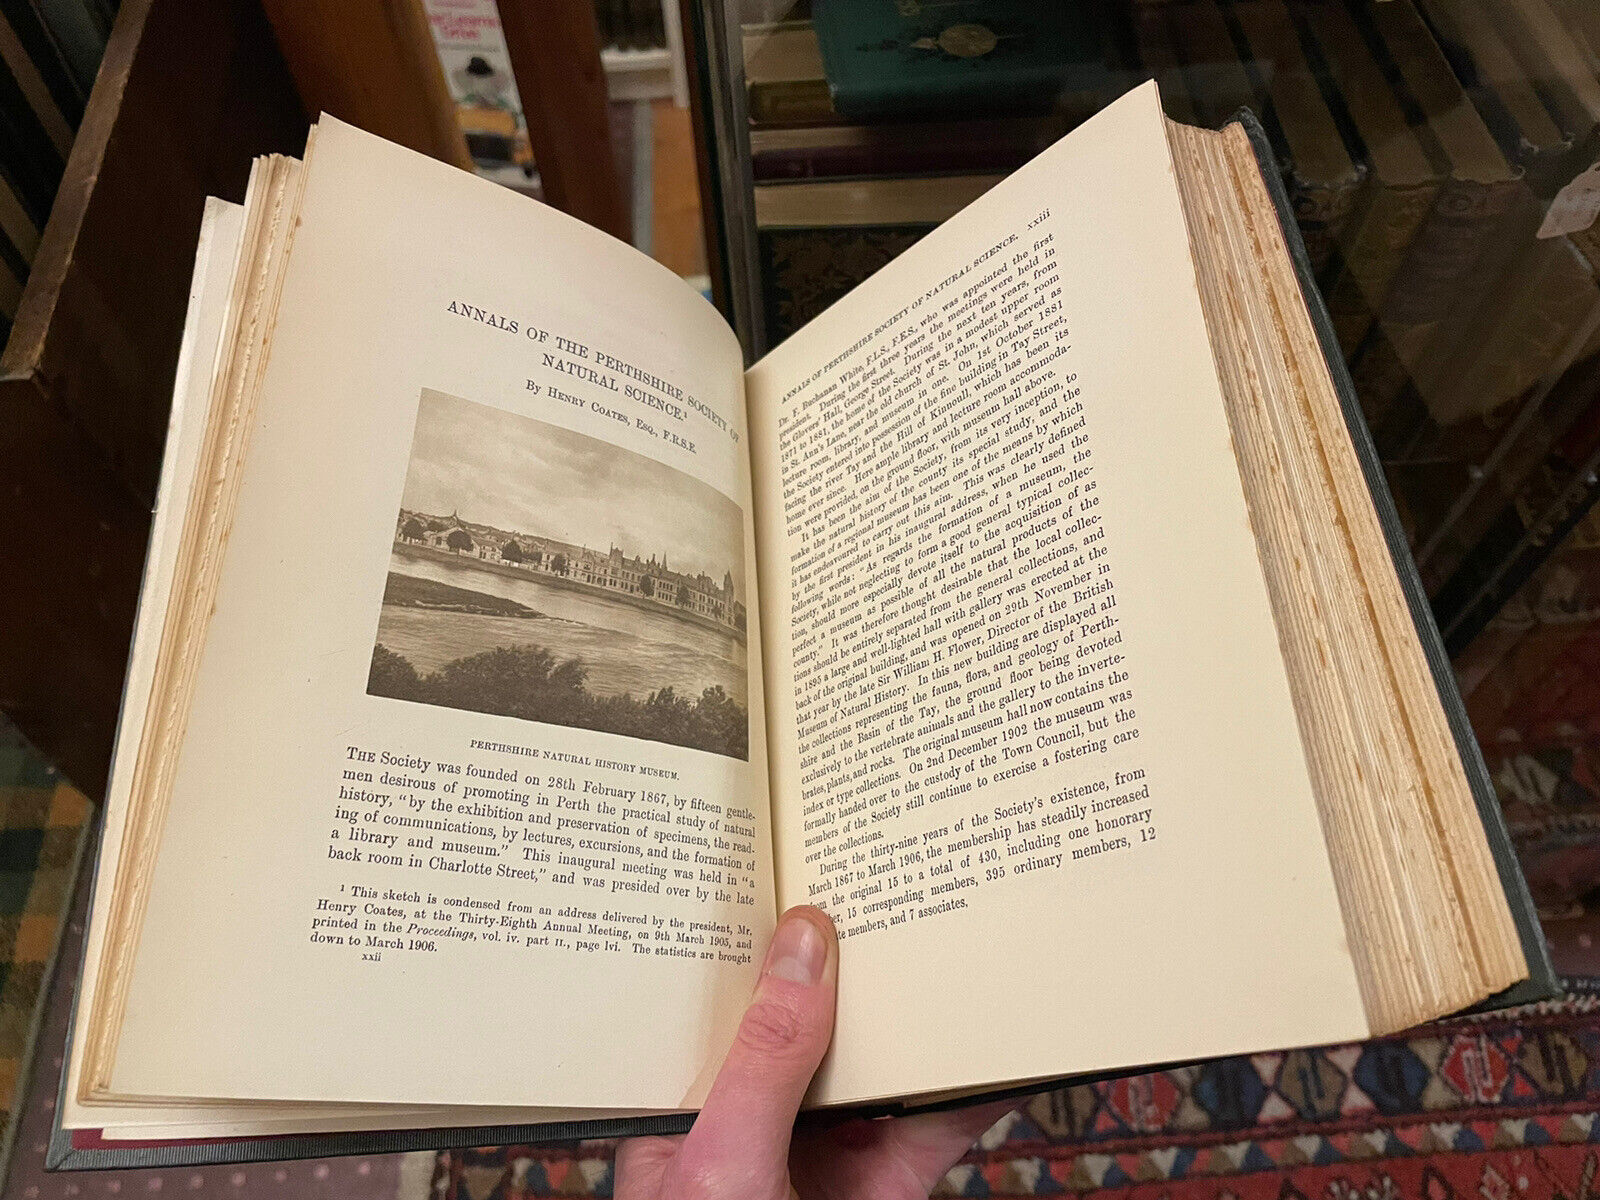 ANNALS OF THE PERTHSHIRE SOCIETY OF
NATURAL SCIENCE.¹
By HENRY COATES, ESQ., F.R.S.E.
PERTHSHIRE NATURAL HISTORY MUSEUM.
THE Society was founded on 28th February 1867, by fifteen gentle-
men desirous of promoting in Perth the practical study of natural
history, "by the exhibition and preservation of specimens, the read-
ing of communications, by lectures, excursions, and the formation of
a library and museum." This inaugural meeting was held in "a
back room in Charlotte Street," and was presided over by the late
¹ This sketch is condensed from an address delivered by the president, Mr.
Henry Coates, at the Thirty-Eighth Annual Meeting, on 9th March 1905, and
printed in the Proceedings, vol. iv. part II., page lvi. The statistics are brought
down to March 1906.
xxii
ANNALS OF PERTHSHIRE SOCIETY OF NATURAL SCIENCE. xxiii
Dr. F. Buchanan White, F.L.S., F.E.S., who was appointed the first
president. During the first three years the meetings were held in
the Glovers' Hall, George Street. During the next ten years, from
1871 to 1881, the home of the Society was in a modest upper room
in St. Ann's Lane, near the old church of St. John, which served as
lecture room, library, and museum in one. On 1st October 1881
the Society entered into possession of the fine building in Tay Street,
facing the river Tay and the Hill of Kinnoull, which has been its
home ever since. Here ample library and lecture room accommoda-
tion were provided, on the ground floor, with museum hall above.
It has been the aim of the Society, from its very inception, to
make the natural history of the county its special study, and the
formation of a regional museum has been one of the means by which
it has endeavoured to carry out this aim. This was clearly defined
by the first president in his inaugural address, when he used the
following words: "As regards the formation of a museum, the
Society, while not neglecting to form a good general typical collec-
tion, should more especially devote itself to the acquisition of as
perfect a museum as possible of all the natural products of the
county." It was therefore thought desirable that the local collec-
tions should be entirely separated from the general collections, and
in 1895 a large and well-lighted hall with gallery was erected at the
back of the original building, and was opened on 29th November in
that year by the late Sir William H. Flower, Director of the British
Museum of Natural History. In this new building are displayed all
the collections representing the fauna, flora, and geology of Perth-
shire and the Basin of the Tay, the ground floor being devoted
exclusively to the vertebrate animals and the gallery to the inverte-
brates, plants, and rocks. The original museum hall now contains the
index or type collections. On 2nd December 1902 the museum was
formally handed over to the custody of the Town Council, but the
members of the Society still continue to exercise a fostering care
over the collections.
During the thirty-nine years of the Society's existence, from
March 1867 to March 1906, the membership has steadily increased
from the original 15 to a total of 430, including one honorary
ber, 15 corresponding members, 395 ordinary members, 12
te members, and 7 associates.